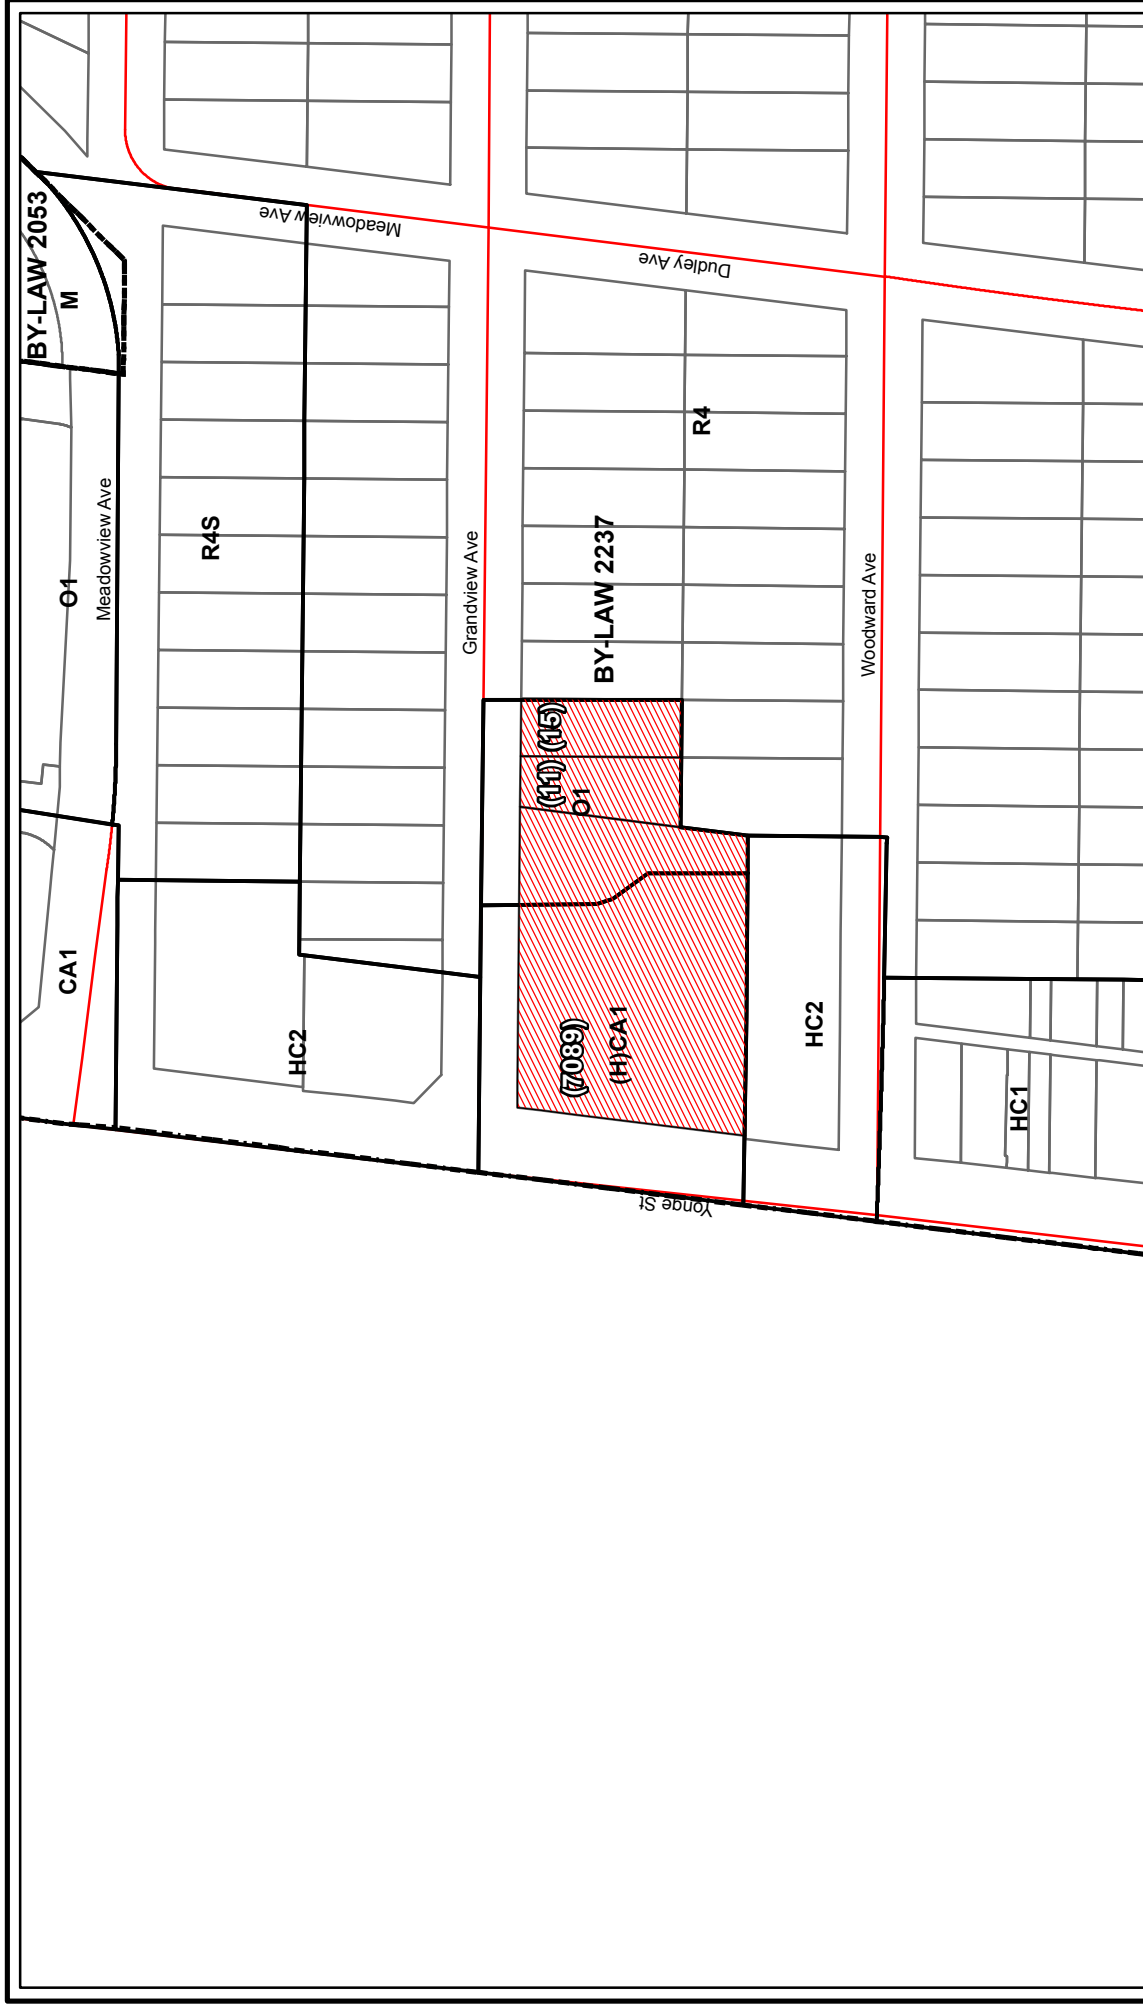 BY-LAW 2053
M
Meadowview Ave
Dudley Ave
O1
Meadowview Ave
R4S
Grandview Ave
BY-LAW 2237
R4
Woodward Ave
(11) (15)
O1
CA1
HC2
(7089)
(H)CA1
HC2
HC1
Yonge St